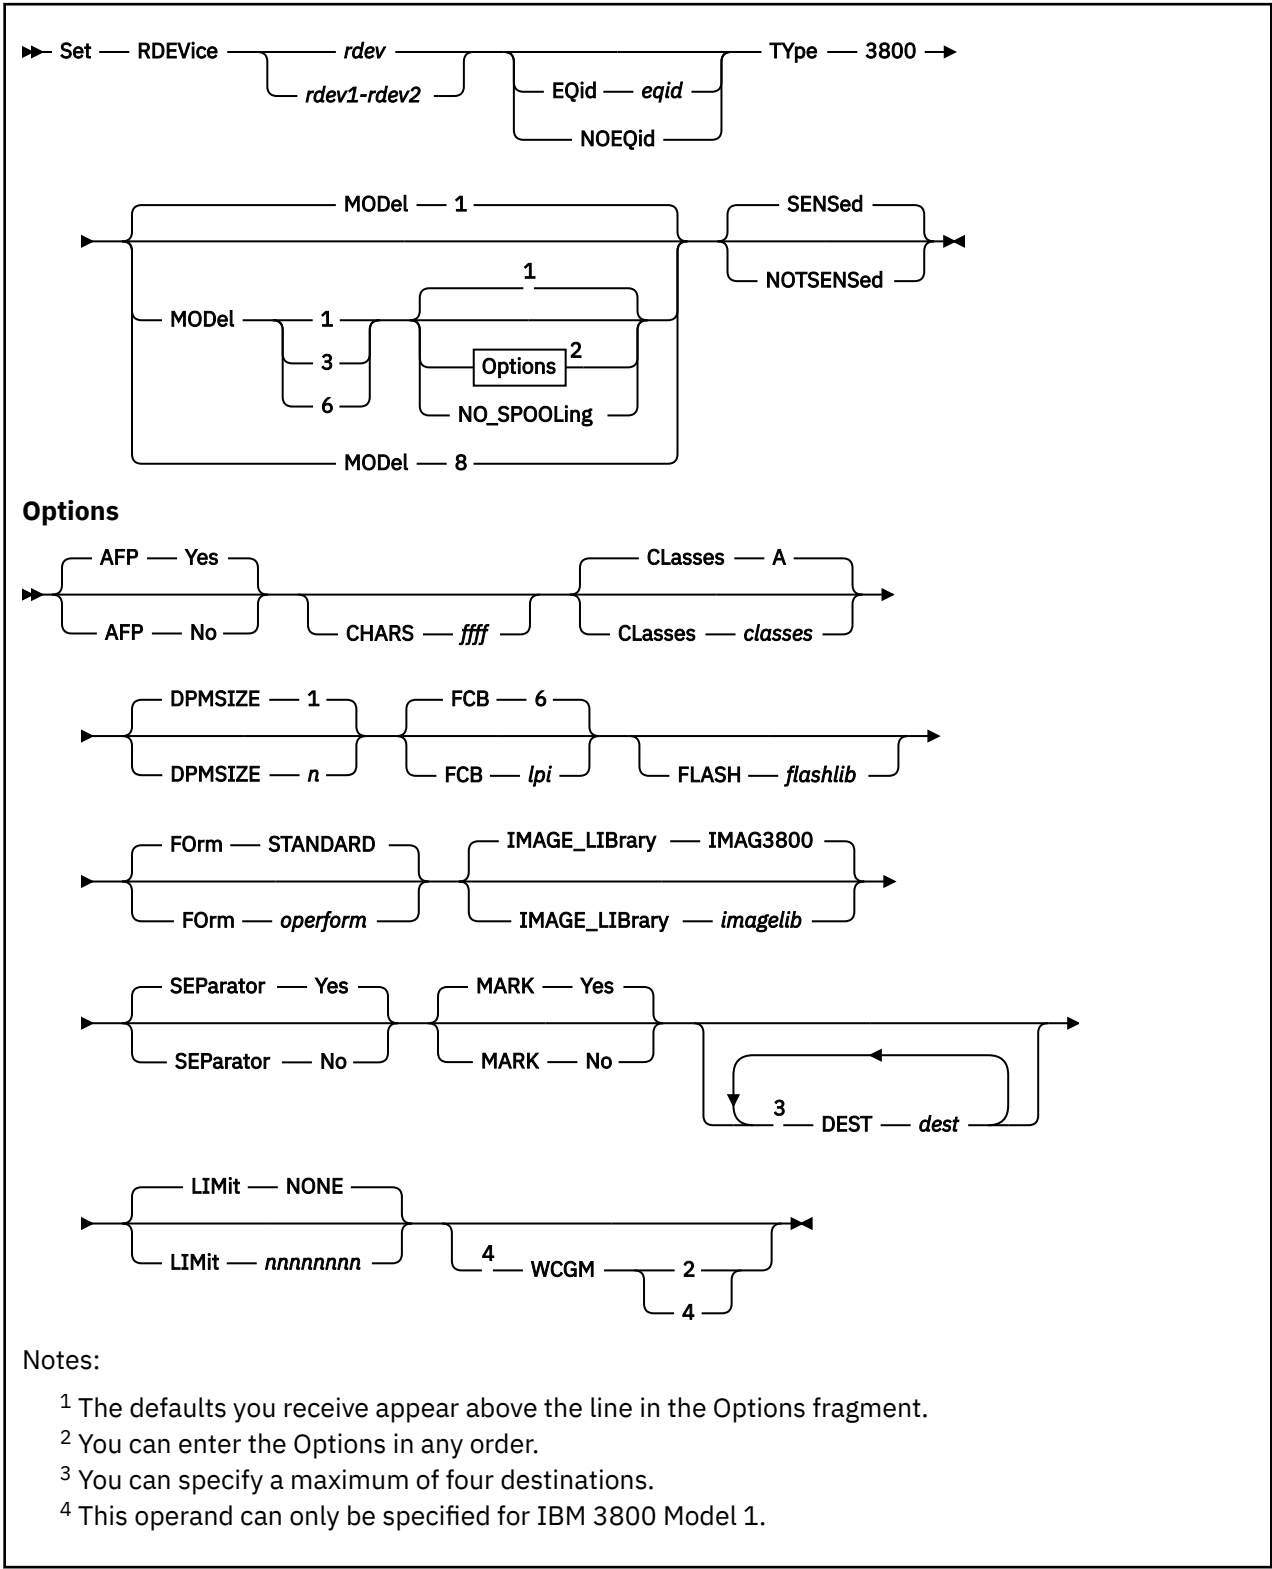 Set RDEVice rdev TYpe 3800
rdev1-rdev2 EQid eqid
NOEQid
MODel 1 SENSed
NOTSENSed
1
MODel 1
3 Options 2
6 NO_SPOOLing
MODel 8
Options
AFP Yes CLasses A
AFP No CHARS ffff CLasses classes
DPMSIZE 1 FCB 6
DPMSIZE n FCB lpi FLASH flashlib
FOrm STANDARD IMAGE_LIBrary IMAG3800
FOrm operform IMAGE_LIBrary imagelib
SEParator Yes MARK Yes
SEParator No MARK No
3 DEST dest
LIMit NONE
LIMit nnnnnnnn 4 WCGM 2
4
Notes:
1 The defaults you receive appear above the line in the Options fragment.
2 You can enter the Options in any order.
3 You can specify a maximum of four destinations.
4 This operand can only be specified for IBM 3800 Model 1.